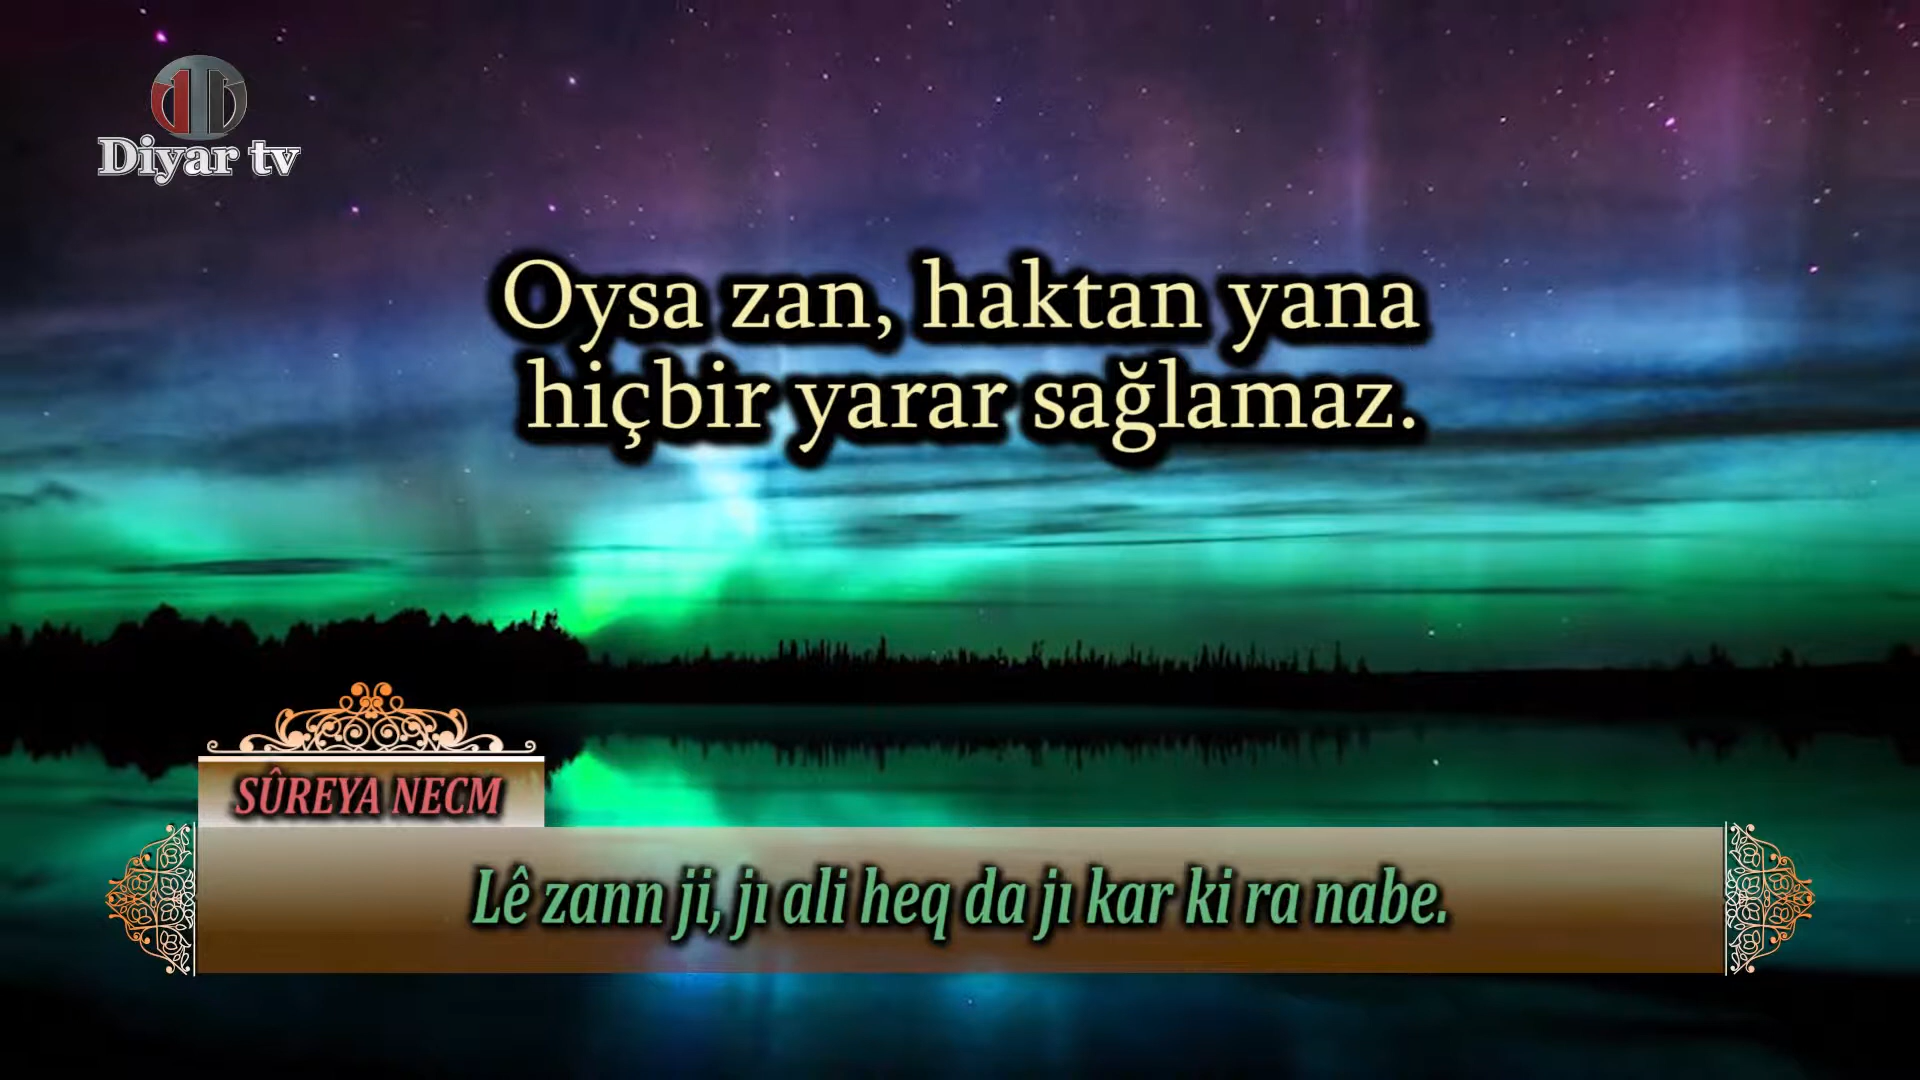 Diyar tv
Oysa zan, haktan yana
hiçbir yarar sağlamaz.
SÛREYA NECM
Lê zann ji, jı ali heq da jı kar ki ra nabe.